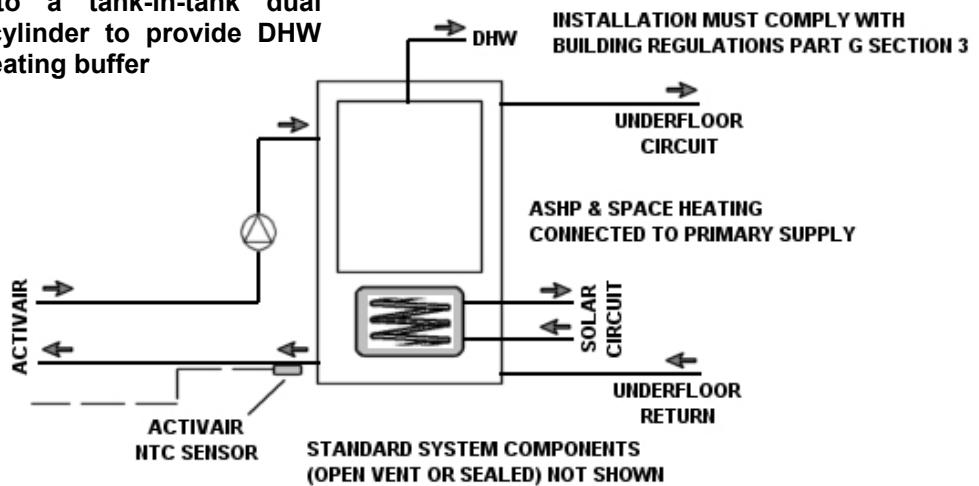 to a tank-in-tank dual
cylinder to provide DHW
eating buffer
DHW
INSTALLATION MUST COMPLY WITH
BUILDING REGULATIONS PART G SECTION 3
UNDERFLOOR
CIRCUIT
ASHP & SPACE HEATING
CONNECTED TO PRIMARY SUPPLY
ACTIVAIR
SOLAR
CIRCUIT
UNDERFLOOR
RETURN
ACTIVAIR
NTC SENSOR
STANDARD SYSTEM COMPONENTS
(OPEN VENT OR SEALED) NOT SHOWN